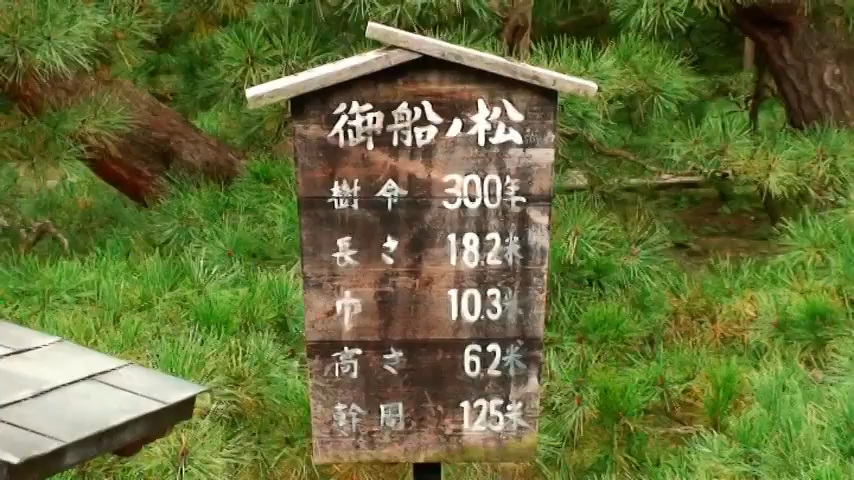 御船ノ松
樹令 300年
長さ 18.2米
巾 10.3米
高さ 6.2米
幹周 1.25米